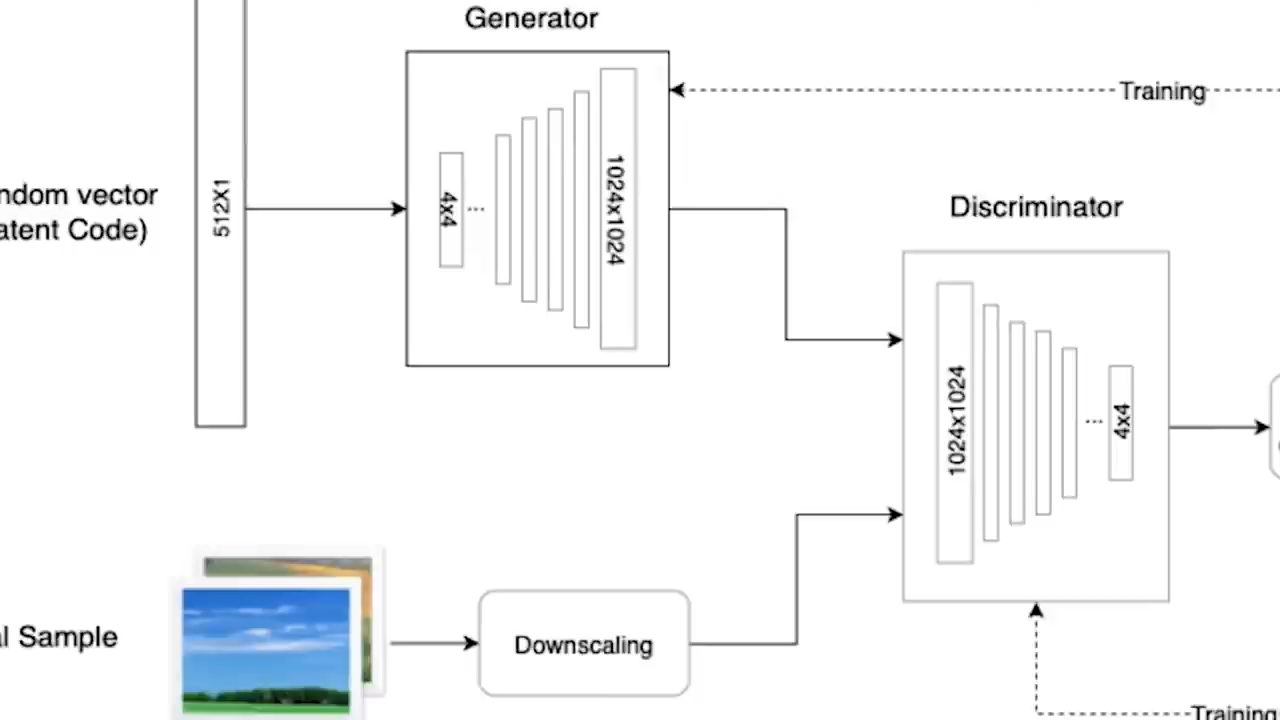 Generator
Training
ndom vector
atent Code)
512X1
4x4
...
1024x1024
Discriminator
1024x1024
...
4x4
al Sample
Downscaling
Training